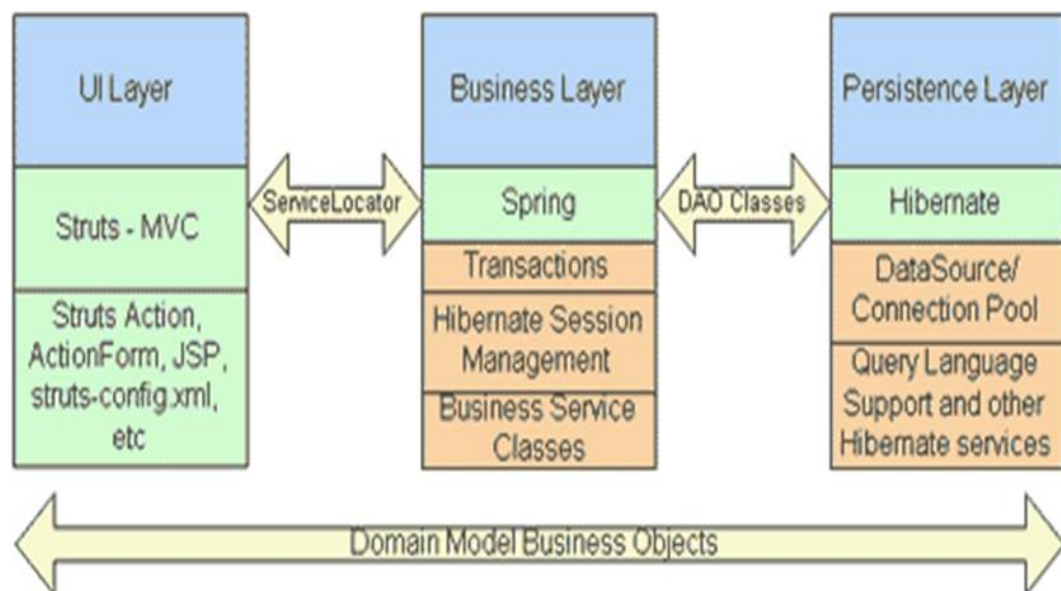 UI Layer
Struts - MVC
Struts Action,
ActionForm, JSP,
struts-config.xml,
etc
ServiceLocator
Business Layer
Spring
Transactions
Hibernate Session
Management
Business Service
Classes
DAO Classes
Persistence Layer
Hibernate
DataSource/
Connection Pool
Query Language
Support and other
Hibernate services
Domain Model Business Objects